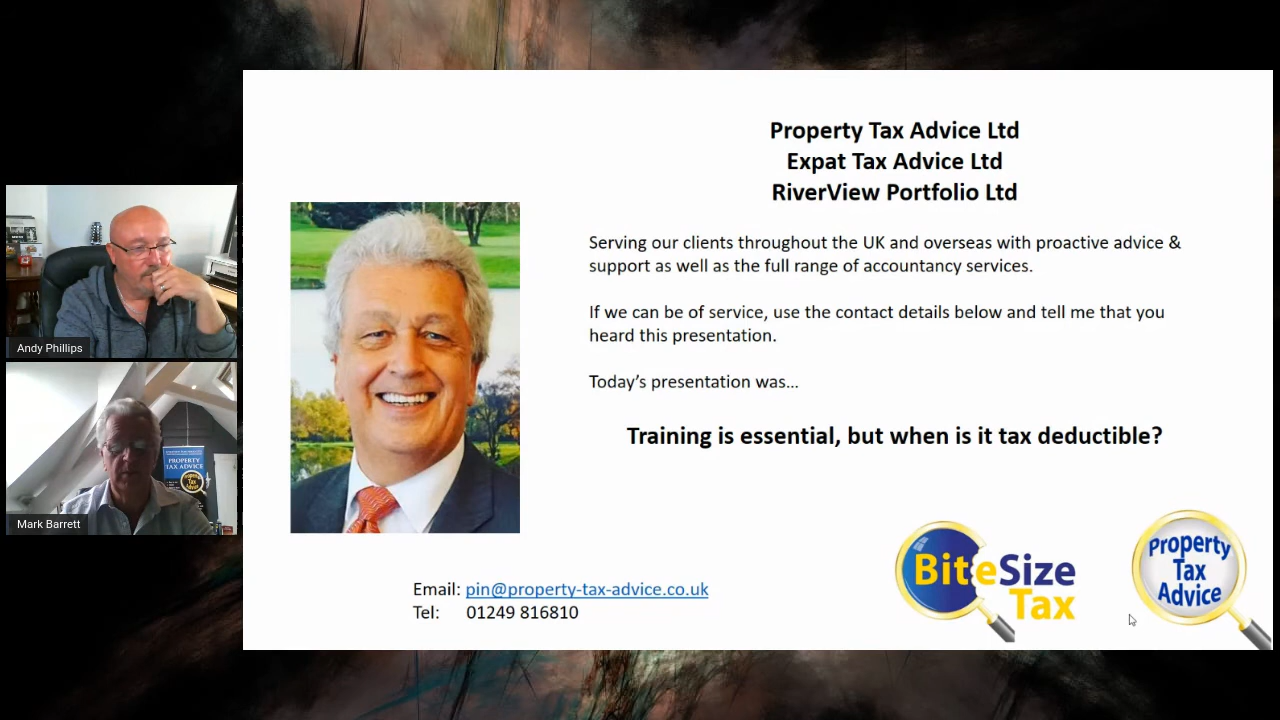 Property Tax Advice Ltd
Expat Tax Advice Ltd
RiverView Portfolio Ltd
Serving our clients throughout the UK and overseas with proactive advice &
support as well as the full range of accountancy services.
If we can be of service, use the contact details below and tell me that you
heard this presentation.
Today's presentation was...
Training is essential, but when is it tax deductible?
Andy Phillips
PROPERTY
TAX ADVICE
Mark Barrett
Email: pin@property-tax-advice.co.uk
Tel: 01249 816810
BiteSize
Tax
Property
Tax
Advice